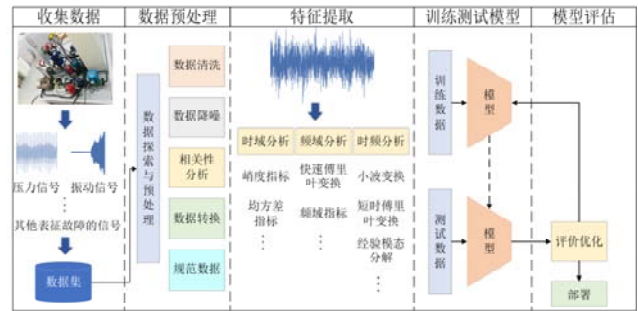 收集数据
数据预处理
特征提取
训练测试模型
模型评估
压力信号
振动信号
其他表征故障的信号
数据集
数据探索与预处理
数据清洗
数据降噪
相关性
分析
数据转换
规范数据
时域分析
频域分析
时频分析
峭度指标
快速傅里
叶变换
小波变换
均方差
指标
频域指标
短时傅里
叶变换
经验模态
分解
训练数据
模型
测试数据
模型
评价优化
部署